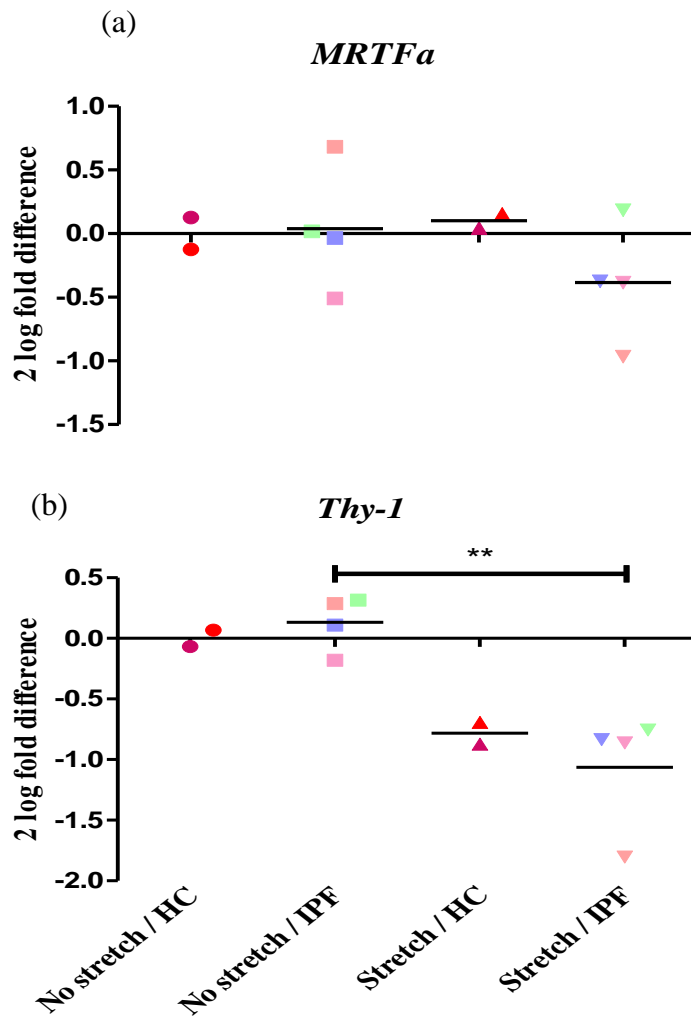 (a)
MRTFa
2 log fold difference
1.0
0.5
0.0
-0.5
-1.0
-1.5
(b)
Thy-1
**
2 log fold difference
0.5
0.0
-0.5
-1.0
-1.5
-2.0
No stretch / HC
No stretch / IPF
Stretch / HC
Stretch / IPF